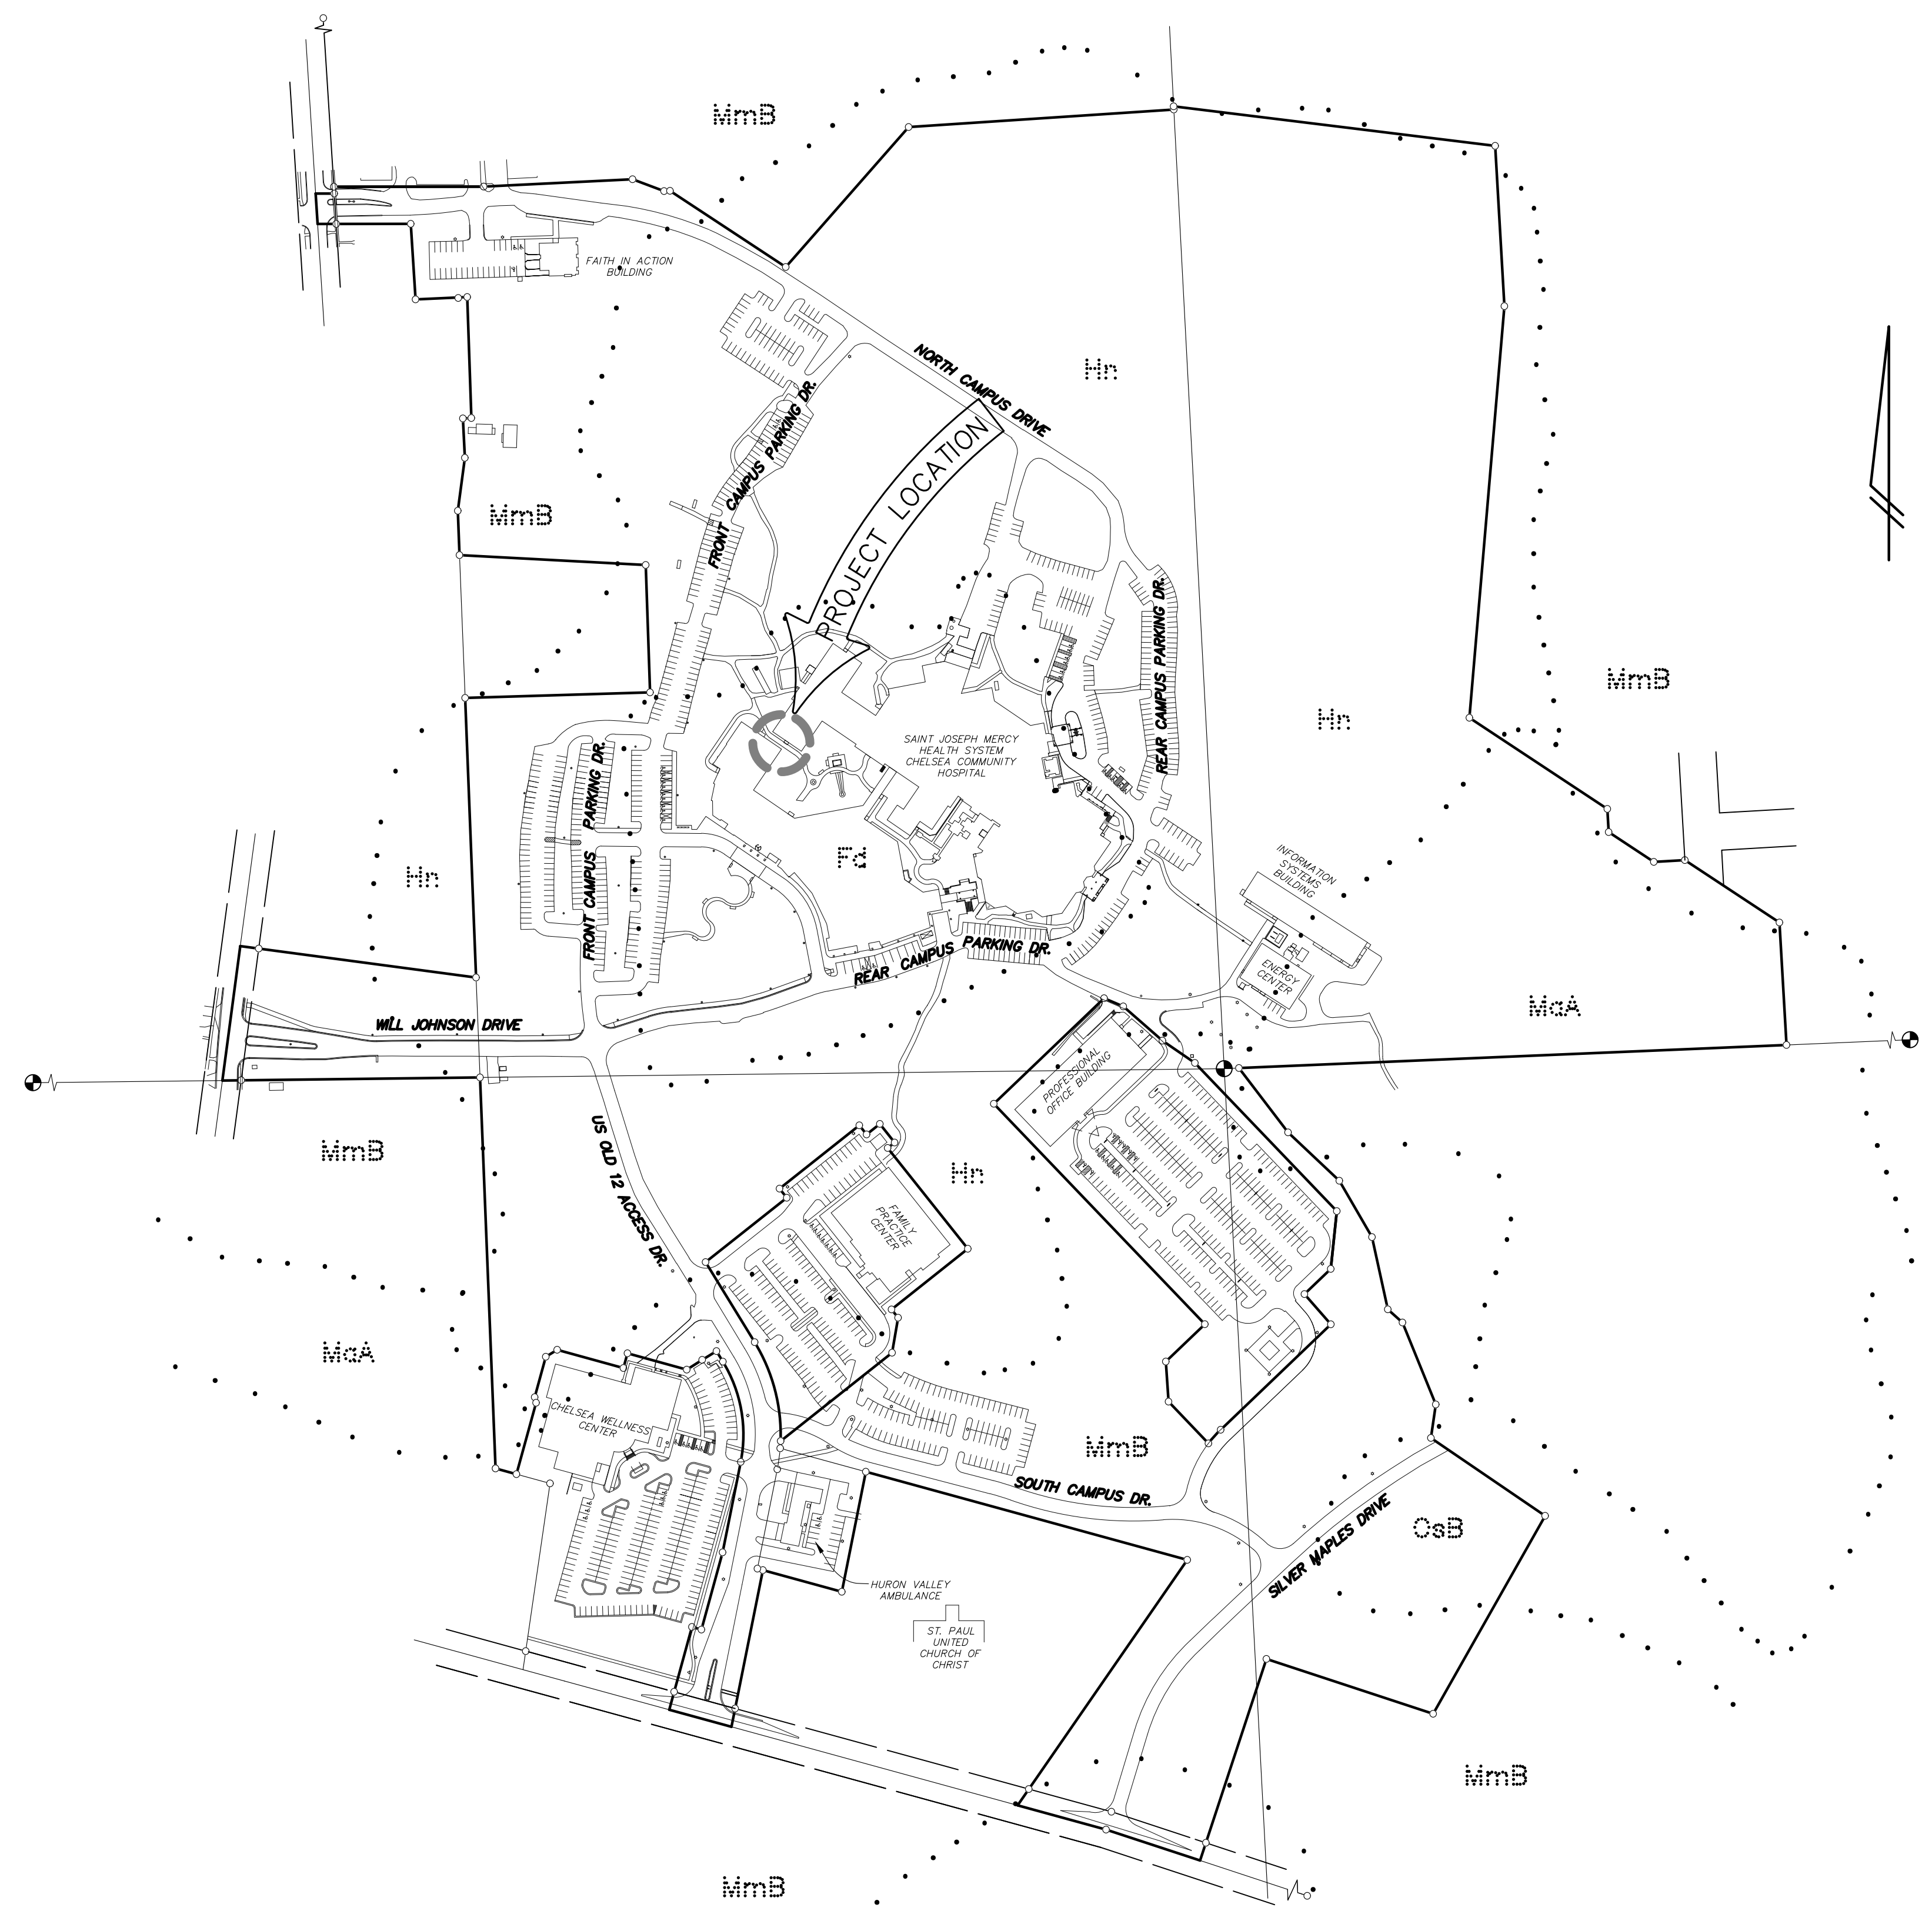 MmB
FAITH IN ACTION
BUILDING
NORTH CAMPUS DRIVE
Hn
FRONT CAMPUS PARKING DR.
PROJECT LOCATION
MmB
REAR CAMPUS PARKING DR.
MmB
Hn
SAINT JOSEPH MERCY
HEALTH SYSTEM
CHELSEA COMMUNITY
HOSPITAL
FRONT CAMPUS PARKING DR.
Fd
Hn
INFORMATION
SYSTEMS
BUILDING
REAR CAMPUS PARKING DR.
ENERGY
CENTER
MaA
WILL JOHNSON DRIVE
PROFESSIONAL
OFFICE BUILDING
MmB
US OLD 12 ACCESS DR.
Hn
FAMILY
PRACTICE
CENTER
MaA
CHELSEA WELLNESS
CENTER
MmB
SOUTH CAMPUS DR.
OsB
SILVER MAPLES DRIVE
HURON VALLEY
AMBULANCE
ST. PAUL
UNITED
CHURCH OF
CHRIST
MmB
MmB